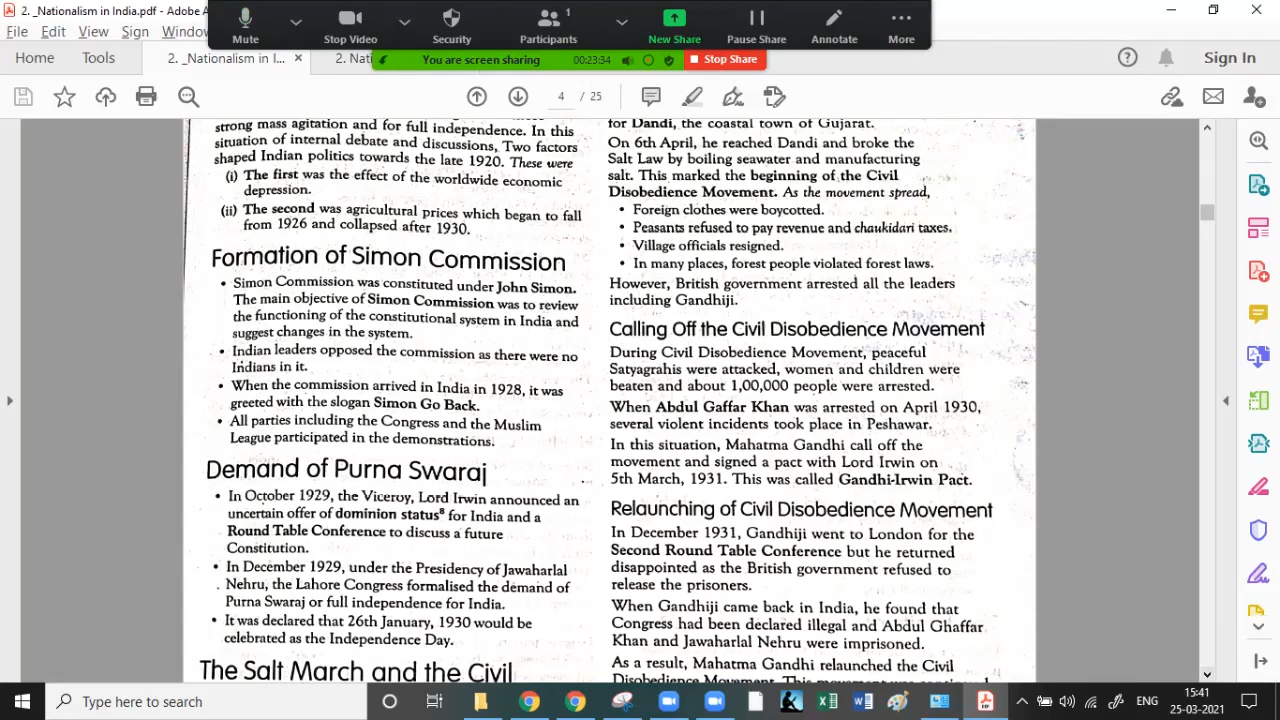 2. _Nationalism in India.pdf - Adobe A
File Edit View Sign Window
Mute
Stop Video
Security
Participants
1
New Share
Pause Share
Annotate
More
You are screen sharing
00:23:34
Stop Share
Home
Tools
2. _Nationalism in I...
2. Nati
Sign In
4 / 25
strong mass agitation and for full independence. In this
situation of internal debate and discussions, Two factors
shaped Indian politics towards the late 1920. These were
(i) The first was the effect of the worldwide economic
depression.
(ii) The second was agricultural prices which began to fall
from 1926 and collapsed after 1930.
Formation of Simon Commission
• Simon Commission was constituted under John Simon.
The main objective of Simon Commission was to review
the functioning of the constitutional system in India and
suggest changes in the system.
• Indian leaders opposed the commission as there were no
Indians in it.
• When the commission arrived in India in 1928, it was
greeted with the slogan Simon Go Back.
• All parties including the Congress and the Muslim
League participated in the demonstrations.
Demand of Purna Swaraj
• In October 1929, the Viceroy, Lord Irwin announced an
uncertain offer of dominion status⁸ for India and a
Round Table Conference to discuss a future
Constitution.
• In December 1929, under the Presidency of Jawaharlal
Nehru, the Lahore Congress formalised the demand of
Purna Swaraj or full independence for India.
• It was declared that 26th January, 1930 would be
celebrated as the Independence Day.
The Salt March and the Civil
for Dandi, the coastal town of Gujarat.
On 6th April, he reached Dandi and broke the
Salt Law by boiling seawater and manufacturing
salt. This marked the beginning of the Civil
Disobedience Movement. As the movement spread,
• Foreign clothes were boycotted.
• Peasants refused to pay revenue and chaukidari taxes.
• Village officials resigned.
• In many places, forest people violated forest laws.
However, British government arrested all the leaders
including Gandhiji.
Calling Off the Civil Disobedience Movement
During Civil Disobedience Movement, peaceful
Satyagrahis were attacked, women and children were
beaten and about 1,00,000 people were arrested.
When Abdul Gaffar Khan was arrested on April 1930,
several violent incidents took place in Peshawar.
In this situation, Mahatma Gandhi call off the
movement and signed a pact with Lord Irwin on
5th March, 1931. This was called Gandhi-Irwin Pact.
Relaunching of Civil Disobedience Movement
In December 1931, Gandhiji went to London for the
Second Round Table Conference but he returned
disappointed as the British government refused to
release the prisoners.
When Gandhiji came back in India, he found that
Congress had been declared illegal and Abdul Ghaffar
Khan and Jawaharlal Nehru were imprisoned.
As a result, Mahatma Gandhi relaunched the Civil
Disobedience Movement. This movement was continued
Type here to search
ENG
15:41
25-03-2021